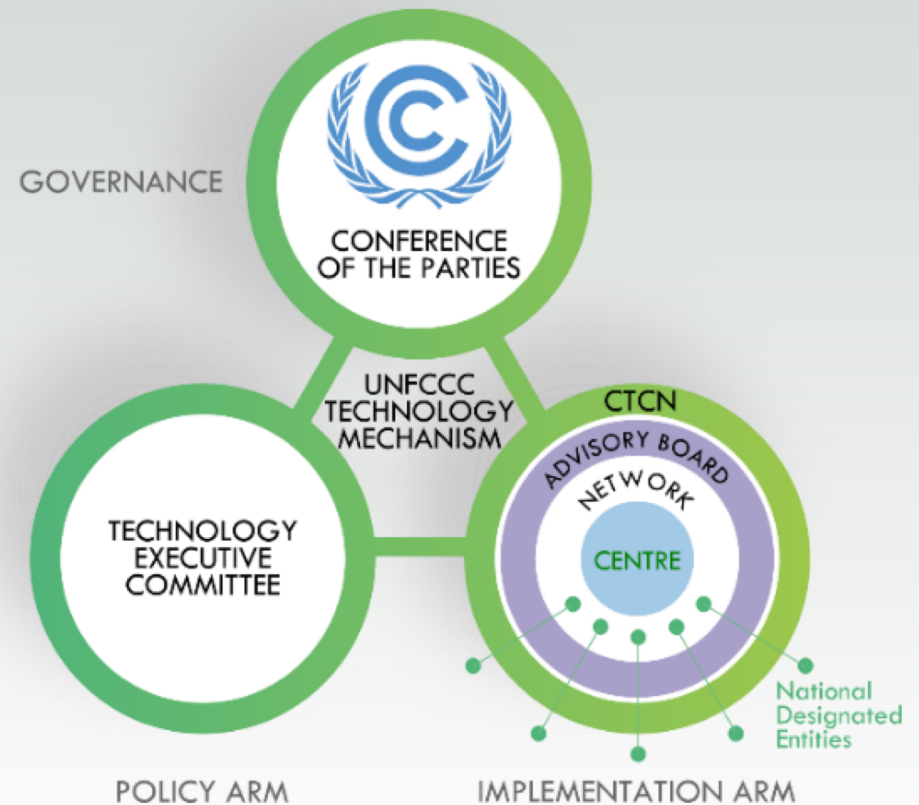 GOVERNANCE
CONFERENCE
OF THE PARTIES
UNFCCC
TECHNOLOGY
MECHANISM
TECHNOLOGY
EXECUTIVE
COMMITTEE
CTCN
ADVISORY BOARD
NETWORK
CENTRE
National
Designated
Entities
POLICY ARM
IMPLEMENTATION ARM